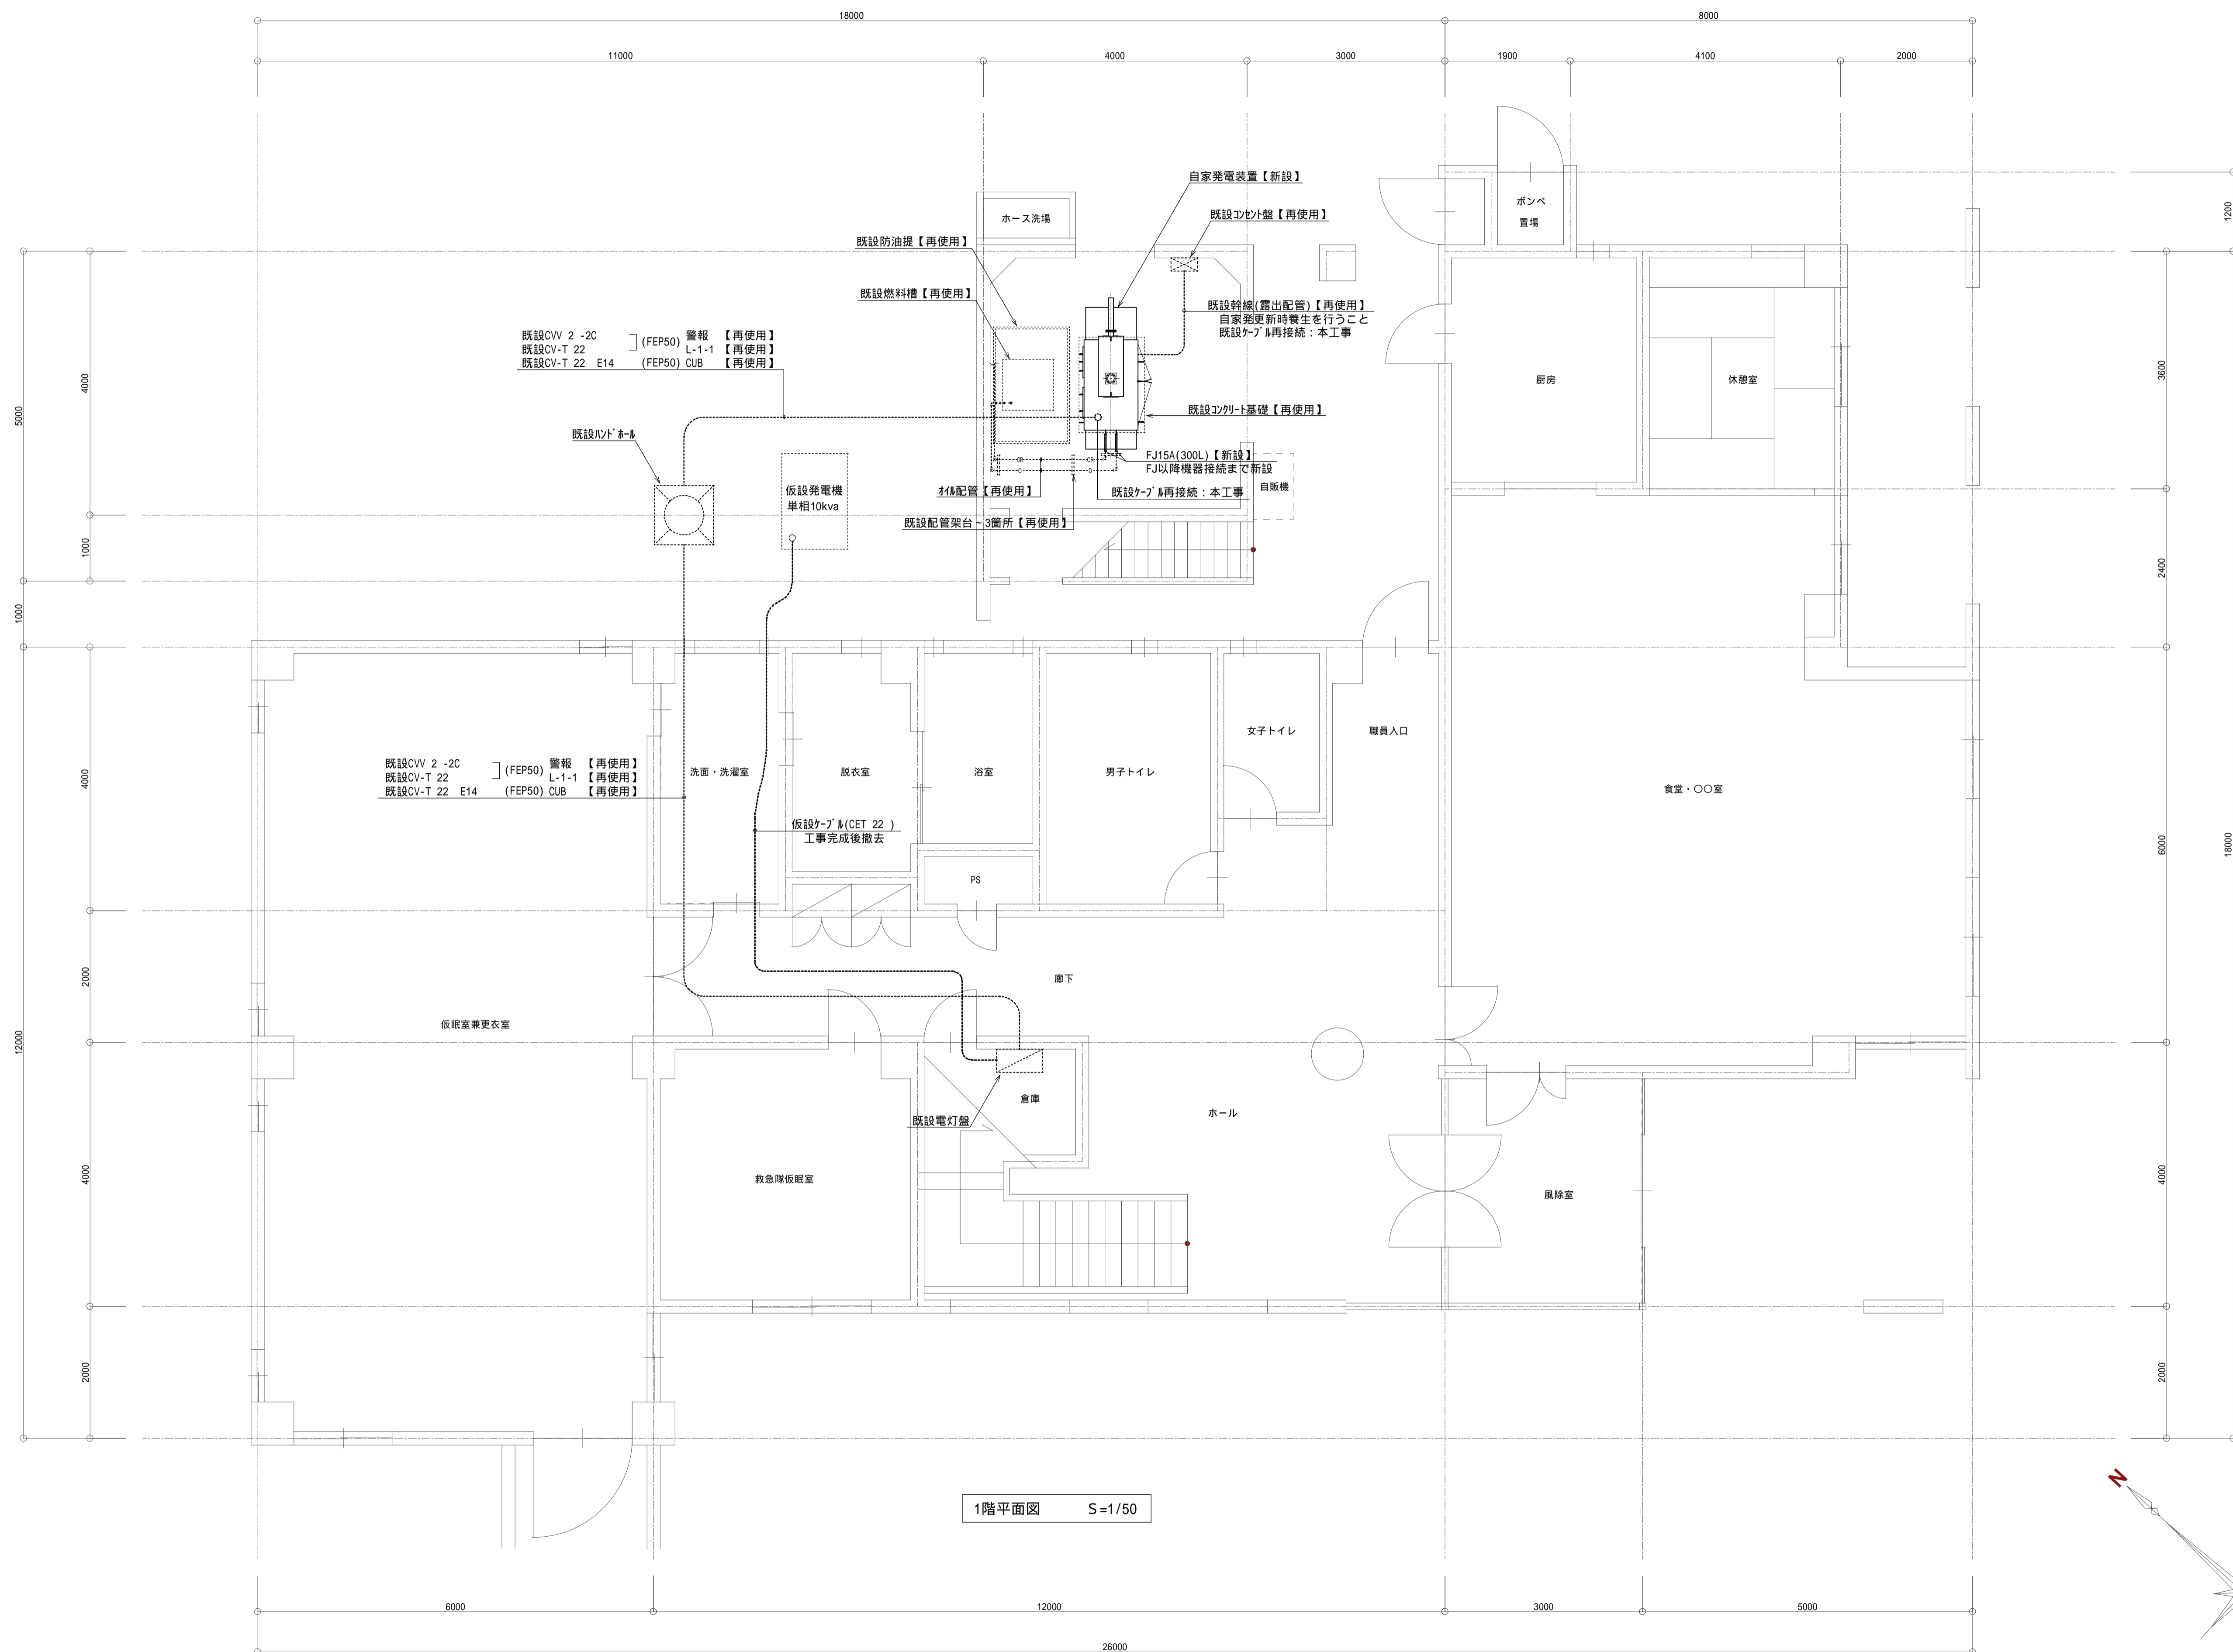 18000
8000
11000
4000
3000
1900
4100
2000
自家発電装置【新設】
既設ｺﾝｾﾝﾄ盤【再使用】
ホース洗場
ボンベ
置場
1200
既設防油提【再使用】
既設燃料槽【再使用】
既設幹線(露出配管)【再使用】
自家発更新時養生を行うこと
既設ｹｰﾌﾞﾙ再接続：本工事
既設CVV 2 -2C
既設CV-T 22
(FEP50)
警報 【再使用】
L-1-1 【再使用】
既設CV-T 22 E14 (FEP50) CUB 【再使用】
4000
5000
3600
厨房
休憩室
既設ｺﾝｸﾘｰﾄ基礎【再使用】
既設ﾊﾝﾄﾞﾎｰﾙ
FJ15A(300L)【新設】
FJ以降機器接続まで新設
自販機
仮設発電機
単相10kva
OR
OR
O
O
ｵｲﾙ配管【再使用】
既設ｹｰﾌﾞﾙ再接続：本工事
既設配管架台～3箇所【再使用】
1000
2400
1000
女子トイレ
職員入口
洗面・洗濯室
脱衣室
浴室
男子トイレ
食堂・〇〇室
既設CVV 2 -2C
既設CV-T 22
(FEP50)
警報 【再使用】
L-1-1 【再使用】
既設CV-T 22 E14 (FEP50) CUB 【再使用】
4000
仮設ｹｰﾌﾞﾙ(CET 22 )
工事完成後撤去
6000
18000
PS
2000
廊下
12000
仮眠室兼更衣室
倉庫
ホール
既設電灯盤
4000
救急隊仮眠室
風除室
4000
2000
2000
N
1階平面図 S=1/50
6000
12000
3000
5000
26000